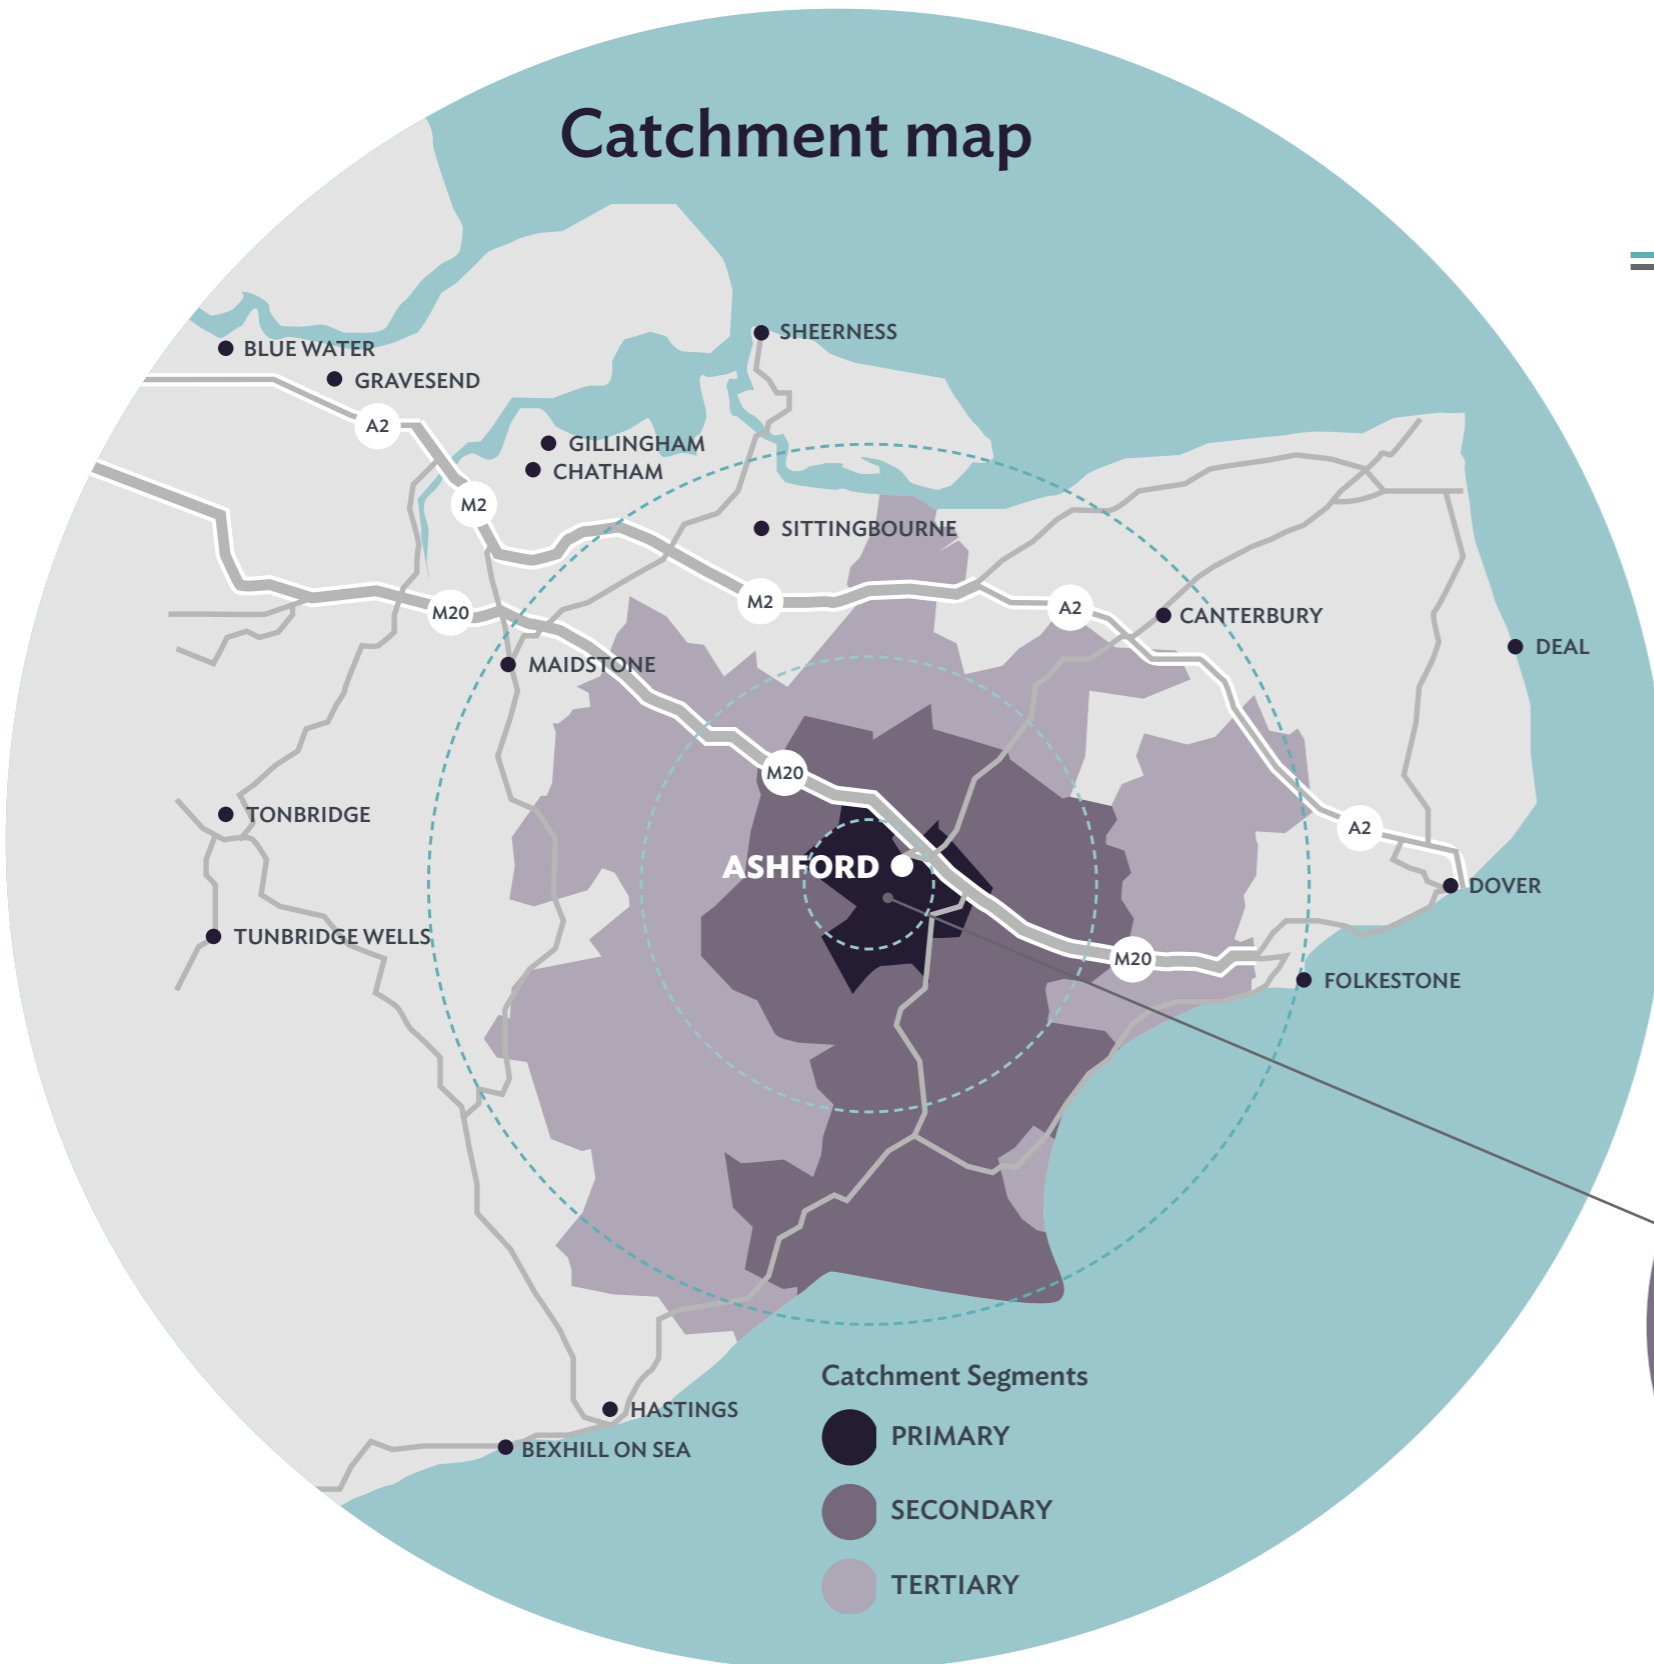 Catchment map
SHEERNESS
BLUE WATER
GRAVESEND
A2
GILLINGHAM
CHATHAM
M2
SITTINGBOURNE
M2
A2
M20
CANTERBURY
DEAL
MAIDSTONE
M20
TONBRIDGE
A2
ASHFORD
DOVER
TUNBRIDGE WELLS
M20
FOLKESTONE
Catchment Segments
HASTINGS
PRIMARY
BEXHILL ON SEA
SECONDARY
TERTIARY